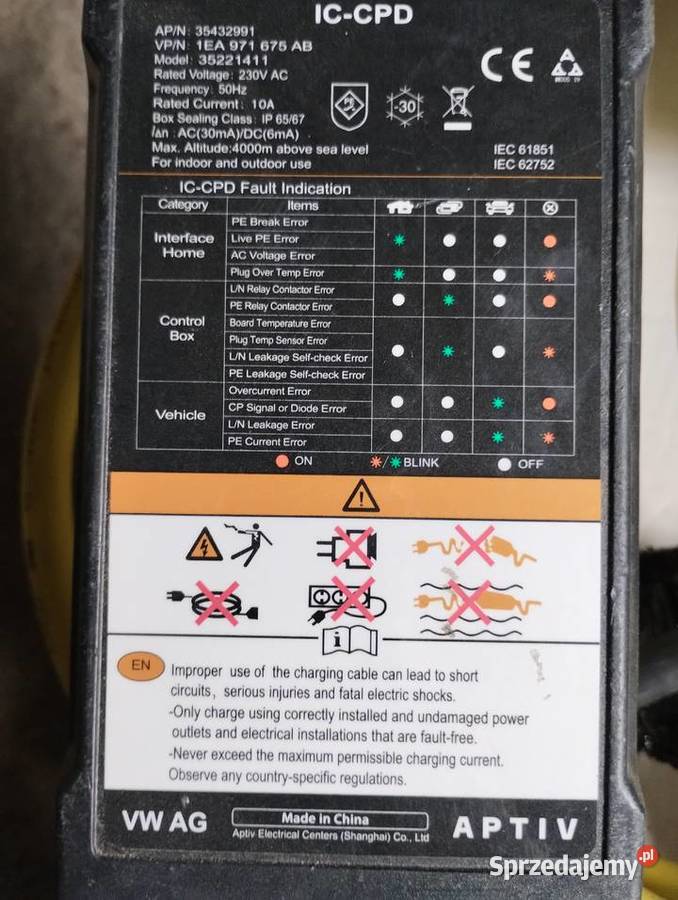 IC-CPD
AP/N: 35432991
VP/N: 1EA 971 675 AB
Model: 35221411
Rated Voltage: 230V AC
Frequency: 50Hz
Rated Current: 10A
Box Sealing Class: IP 65/67
I∆n: AC(30mA)/DC(6mA)
Max. Altitude:4000m above sea level
For indoor and outdoor use
CE
-30
IEC 61851
IEC 62752
IC-CPD Fault Indication
Category Items
Interface Home
PE Break Error
Live PE Error
AC Voltage Error
Plug Over Temp Error
Control Box
L/N Relay Contactor Error
PE Relay Contactor Error
Board Temperature Error
Plug Temp Sensor Error
L/N Leakage Self-check Error
PE Leakage Self-check Error
Vehicle
Overcurrent Error
CP Signal or Diode Error
L/N Leakage Error
PE Current Error
ON / BLINK OFF
i
EN
Improper use of the charging cable can lead to short
circuits, serious injuries and fatal electric shocks.
-Only charge using correctly installed and undamaged power
outlets and electrical installations that are fault-free.
-Never exceed the maximum permissible charging current.
Observe any country-specific regulations.
VW AG
Made in China
Aptiv Electrical Centers (Shanghai) Co., Ltd
APTIV
Sprzedajemy.pl